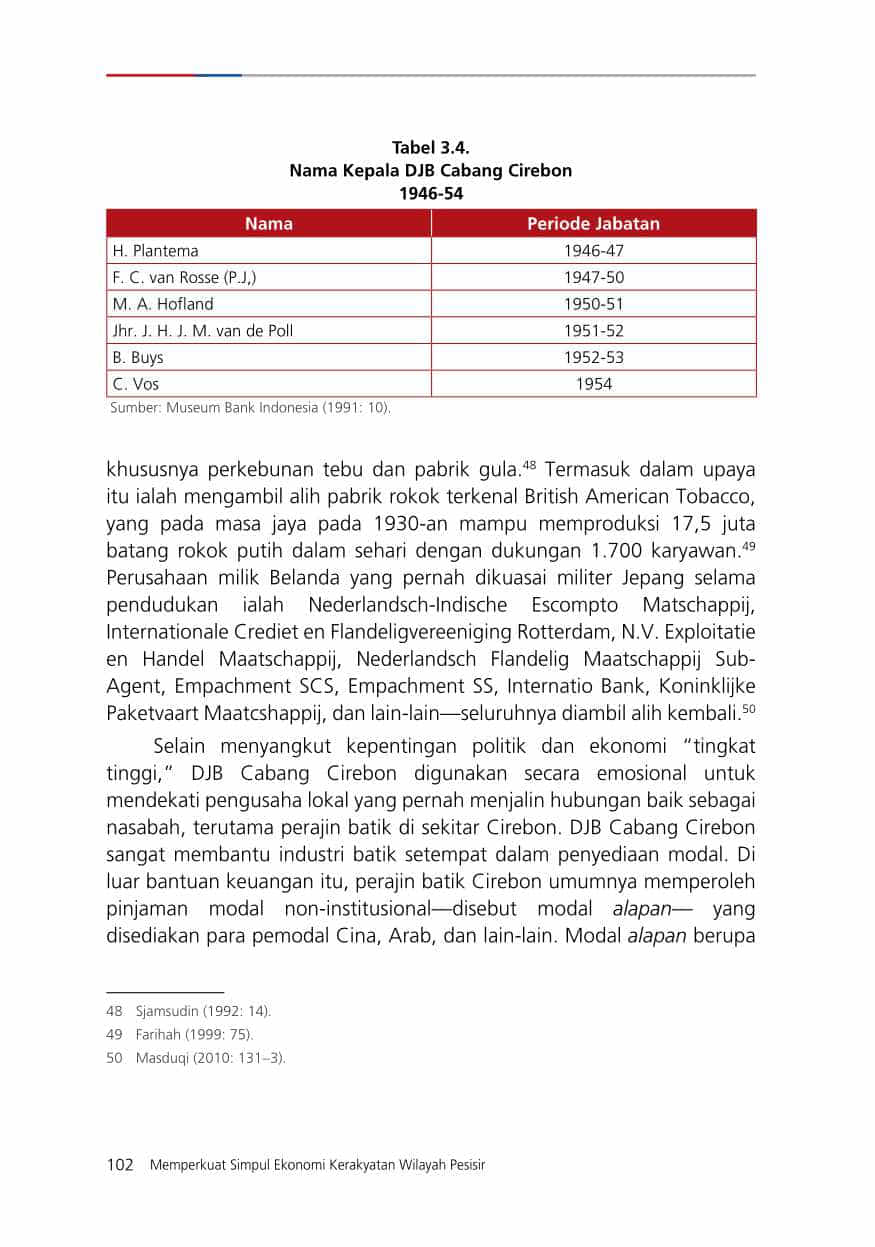 Tabel 3.4.
Nama Kepala DJB Cabang Cirebon
1946-54
Nama Periode Jabatan
H. Plantema 1946-47
F. C. van Rosse (P.J,) 1947-50
M. A. Hofland 1950-51
Jhr. J. H. J. M. van de Poll 1951-52
B. Buys 1952-53
C. Vos 1954
Sumber: Museum Bank Indonesia (1991: 10).
khususnya perkebunan tebu dan pabrik gula.48 Termasuk dalam upaya
itu ialah mengambil alih pabrik rokok terkenal British American Tobacco,
yang pada masa jaya pada 1930-an mampu memproduksi 17,5 juta
batang rokok putih dalam sehari dengan dukungan 1.700 karyawan.49
Perusahaan milik Belanda yang pernah dikuasai militer Jepang selama
pendudukan ialah Nederlandsch-Indische Escompto Matschappij,
Internationale Crediet en Flandeligvereeniging Rotterdam, N.V. Exploitatie
en Handel Maatschappij, Nederlandsch Flandelig Maatschappij Sub-
Agent, Empachment SCS, Empachment SS, Internatio Bank, Koninklijke
Paketvaart Maatcshappij, dan lain-lain—seluruhnya diambil alih kembali.50
Selain menyangkut kepentingan politik dan ekonomi “tingkat
tinggi,” DJB Cabang Cirebon digunakan secara emosional untuk
mendekati pengusaha lokal yang pernah menjalin hubungan baik sebagai
nasabah, terutama perajin batik di sekitar Cirebon. DJB Cabang Cirebon
sangat membantu industri batik setempat dalam penyediaan modal. Di
luar bantuan keuangan itu, perajin batik Cirebon umumnya memperoleh
pinjaman modal non-institusional—disebut modal alapan— yang
disediakan para pemodal Cina, Arab, dan lain-lain. Modal alapan berupa
48 Sjamsudin (1992: 14).
49 Farihah (1999: 75).
50 Masduqi (2010: 131–3).
102 Memperkuat Simpul Ekonomi Kerakyatan Wilayah Pesisir